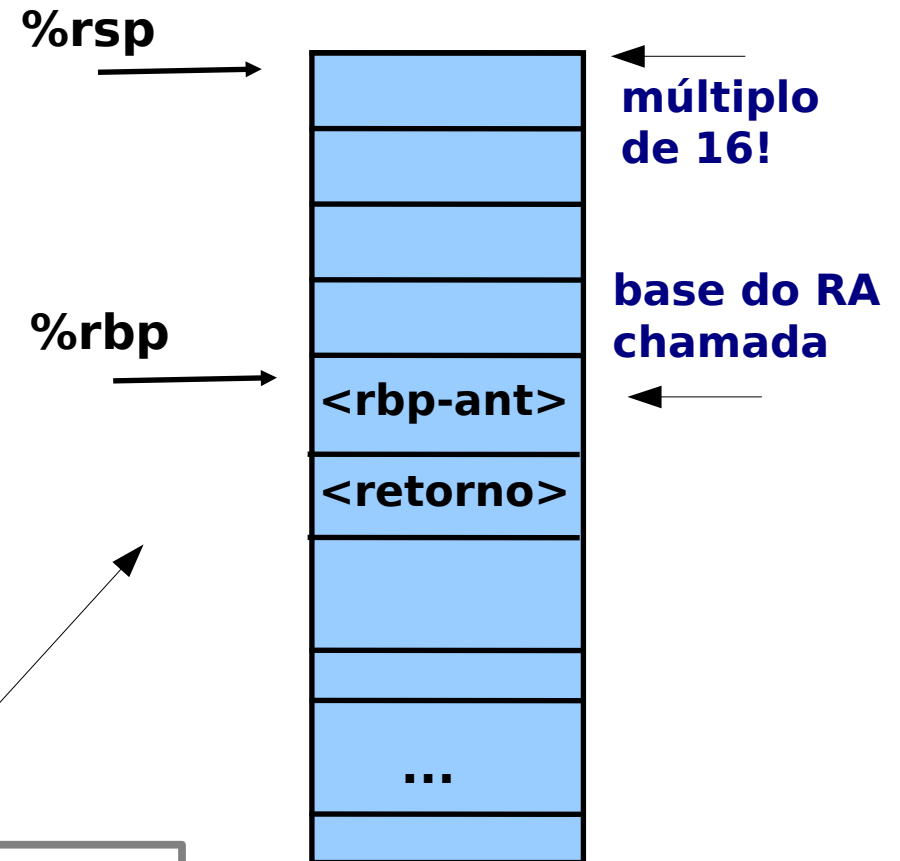 %rsp
múltiplo
de 16!
base do RA
chamada
%rbp
<rbp-ant>
<retorno>
...